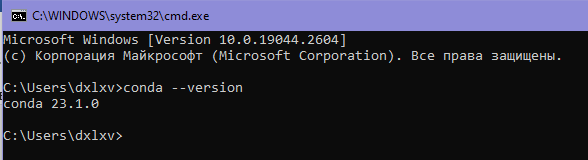 C:\WINDOWS\system32\cmd.exe
Microsoft Windows [Version 10.0.19044.2604]
(c) Корпорация Майкрософт (Microsoft Corporation). Все права защищены.
C:\Users\dxlxv>conda --version
conda 23.1.0
C:\Users\dxlxv>